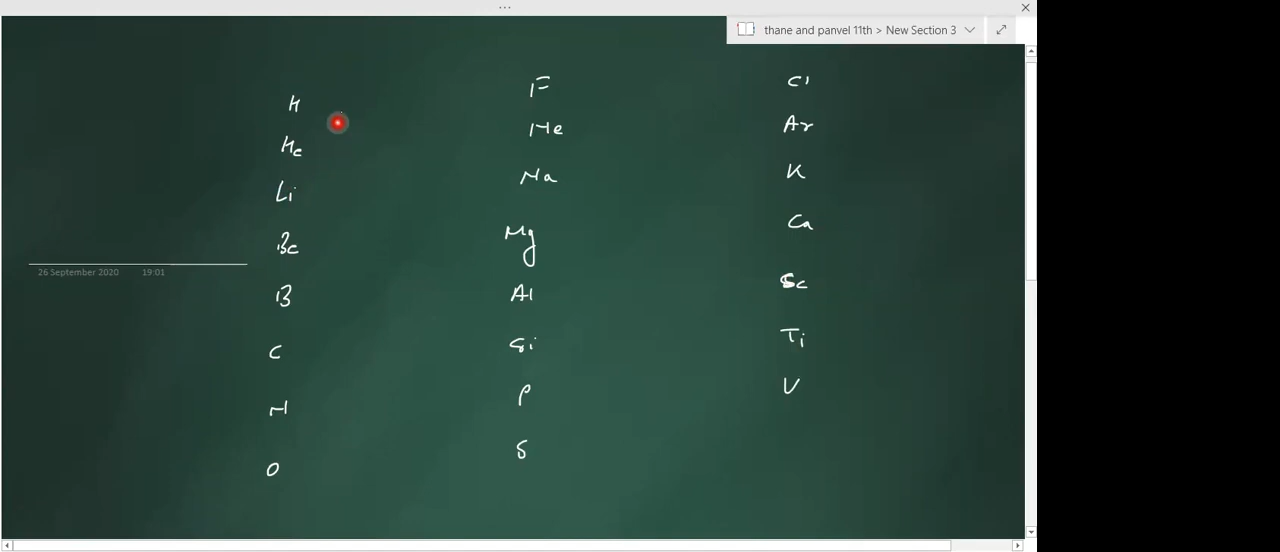 thane and panvel 11th > New Section 3
H
He
Li
Be
B
C
N
O
26 September 2020 19:01
F
Ne
Na
Mg
Al
Si
P
S
Cl
Ar
K
Ca
Sc
Ti
V